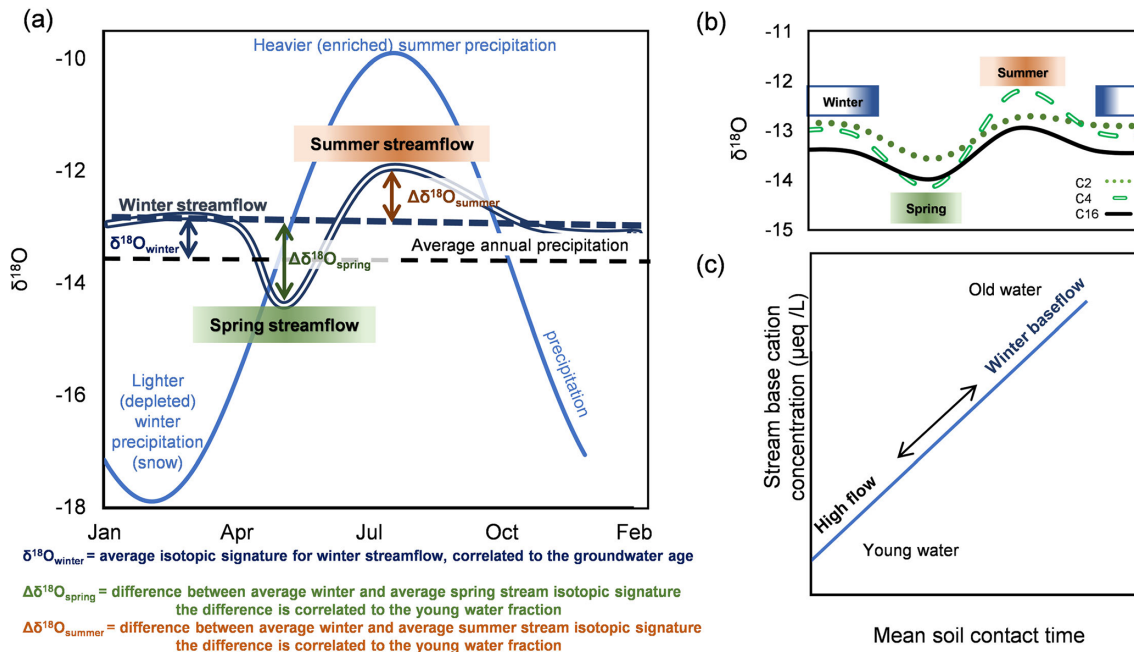 (a)
Heavier (enriched) summer precipitation
-10
-12
-14
-16
-18
δ¹⁸O
Summer streamflow
Winter streamflow
Δδ¹⁸Osummer
δ¹⁸Owinter
Average annual precipitation
Δδ¹⁸Ospring
Spring streamflow
precipitation
Lighter
(depleted)
winter
precipitation
(snow)
Jan
Apr
Jul
Oct
Feb
δ¹⁸Owinter = average isotopic signature for winter streamflow, correlated to the groundwater age
Δδ¹⁸Ospring = difference between average winter and average spring stream isotopic signature
the difference is correlated to the young water fraction
Δδ¹⁸Osummer = difference between average winter and average summer stream isotopic signature
the difference is correlated to the young water fraction
(b)
-11
-12
-13
-14
-15
δ¹⁸O
Summer
Winter
Spring
C2
C4
C16
(c)
Stream base cation
concentration (µeq /L)
Old water
Winter baseflow
High flow
Young water
Mean soil contact time